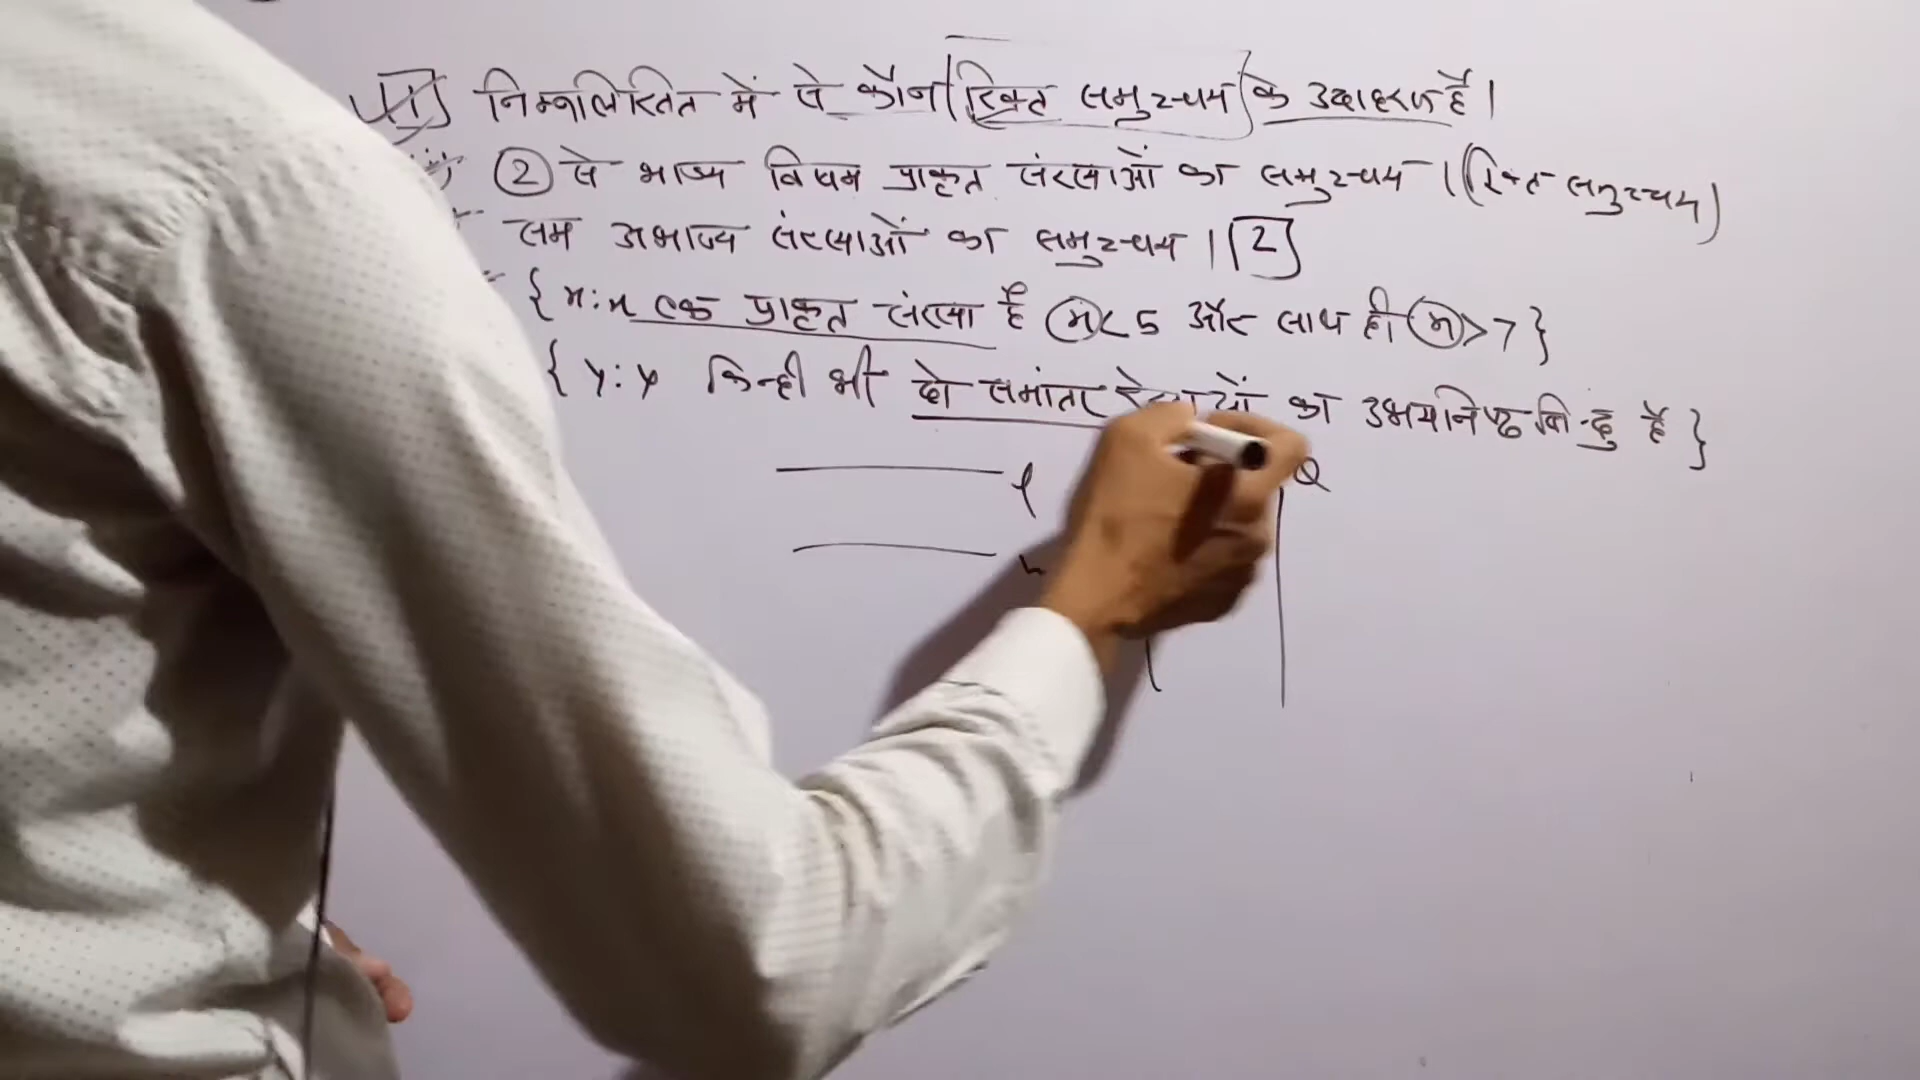 1] निम्नलिखित में से कौन रिक्त समुच्चय के उदाहरण हैं।
2 से भाज्य विषम प्राकृत संख्याओं का समुच्चय। (रिक्त समुच्चय)
सम अभाज्य संख्याओं का समुच्चय। [2]
{x:x एक प्राकृत संख्या है x<5 और साथ ही x>7}
{y:y किन्हीं भी दो समांतर रेखाओं का उभयनिष्ठ बिन्दु है}
Q
l